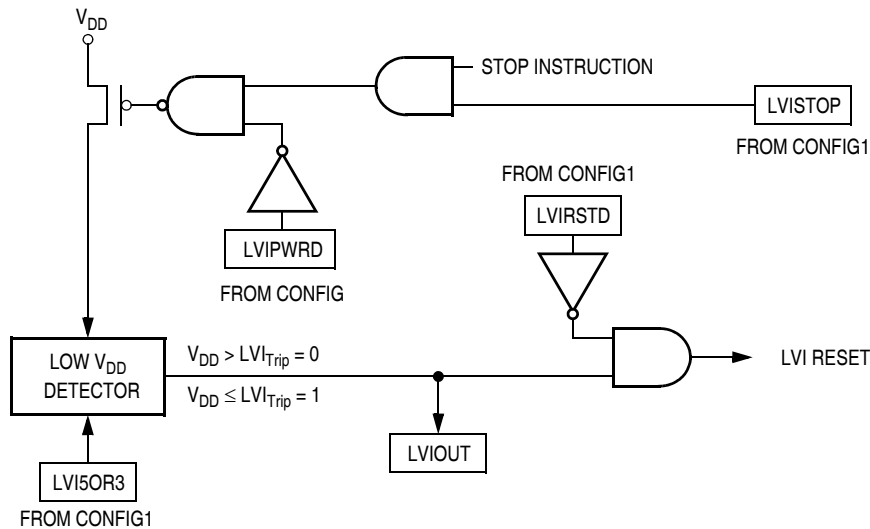 VDD
STOP INSTRUCTION
LVISTOP
FROM CONFIG1
FROM CONFIG1
LVIRSTD
LVIPWRD
FROM CONFIG
LOW VDD
DETECTOR
VDD > LVITrip = 0
VDD ≤ LVITrip = 1
LVI RESET
LVIOUT
LVI5OR3
FROM CONFIG1